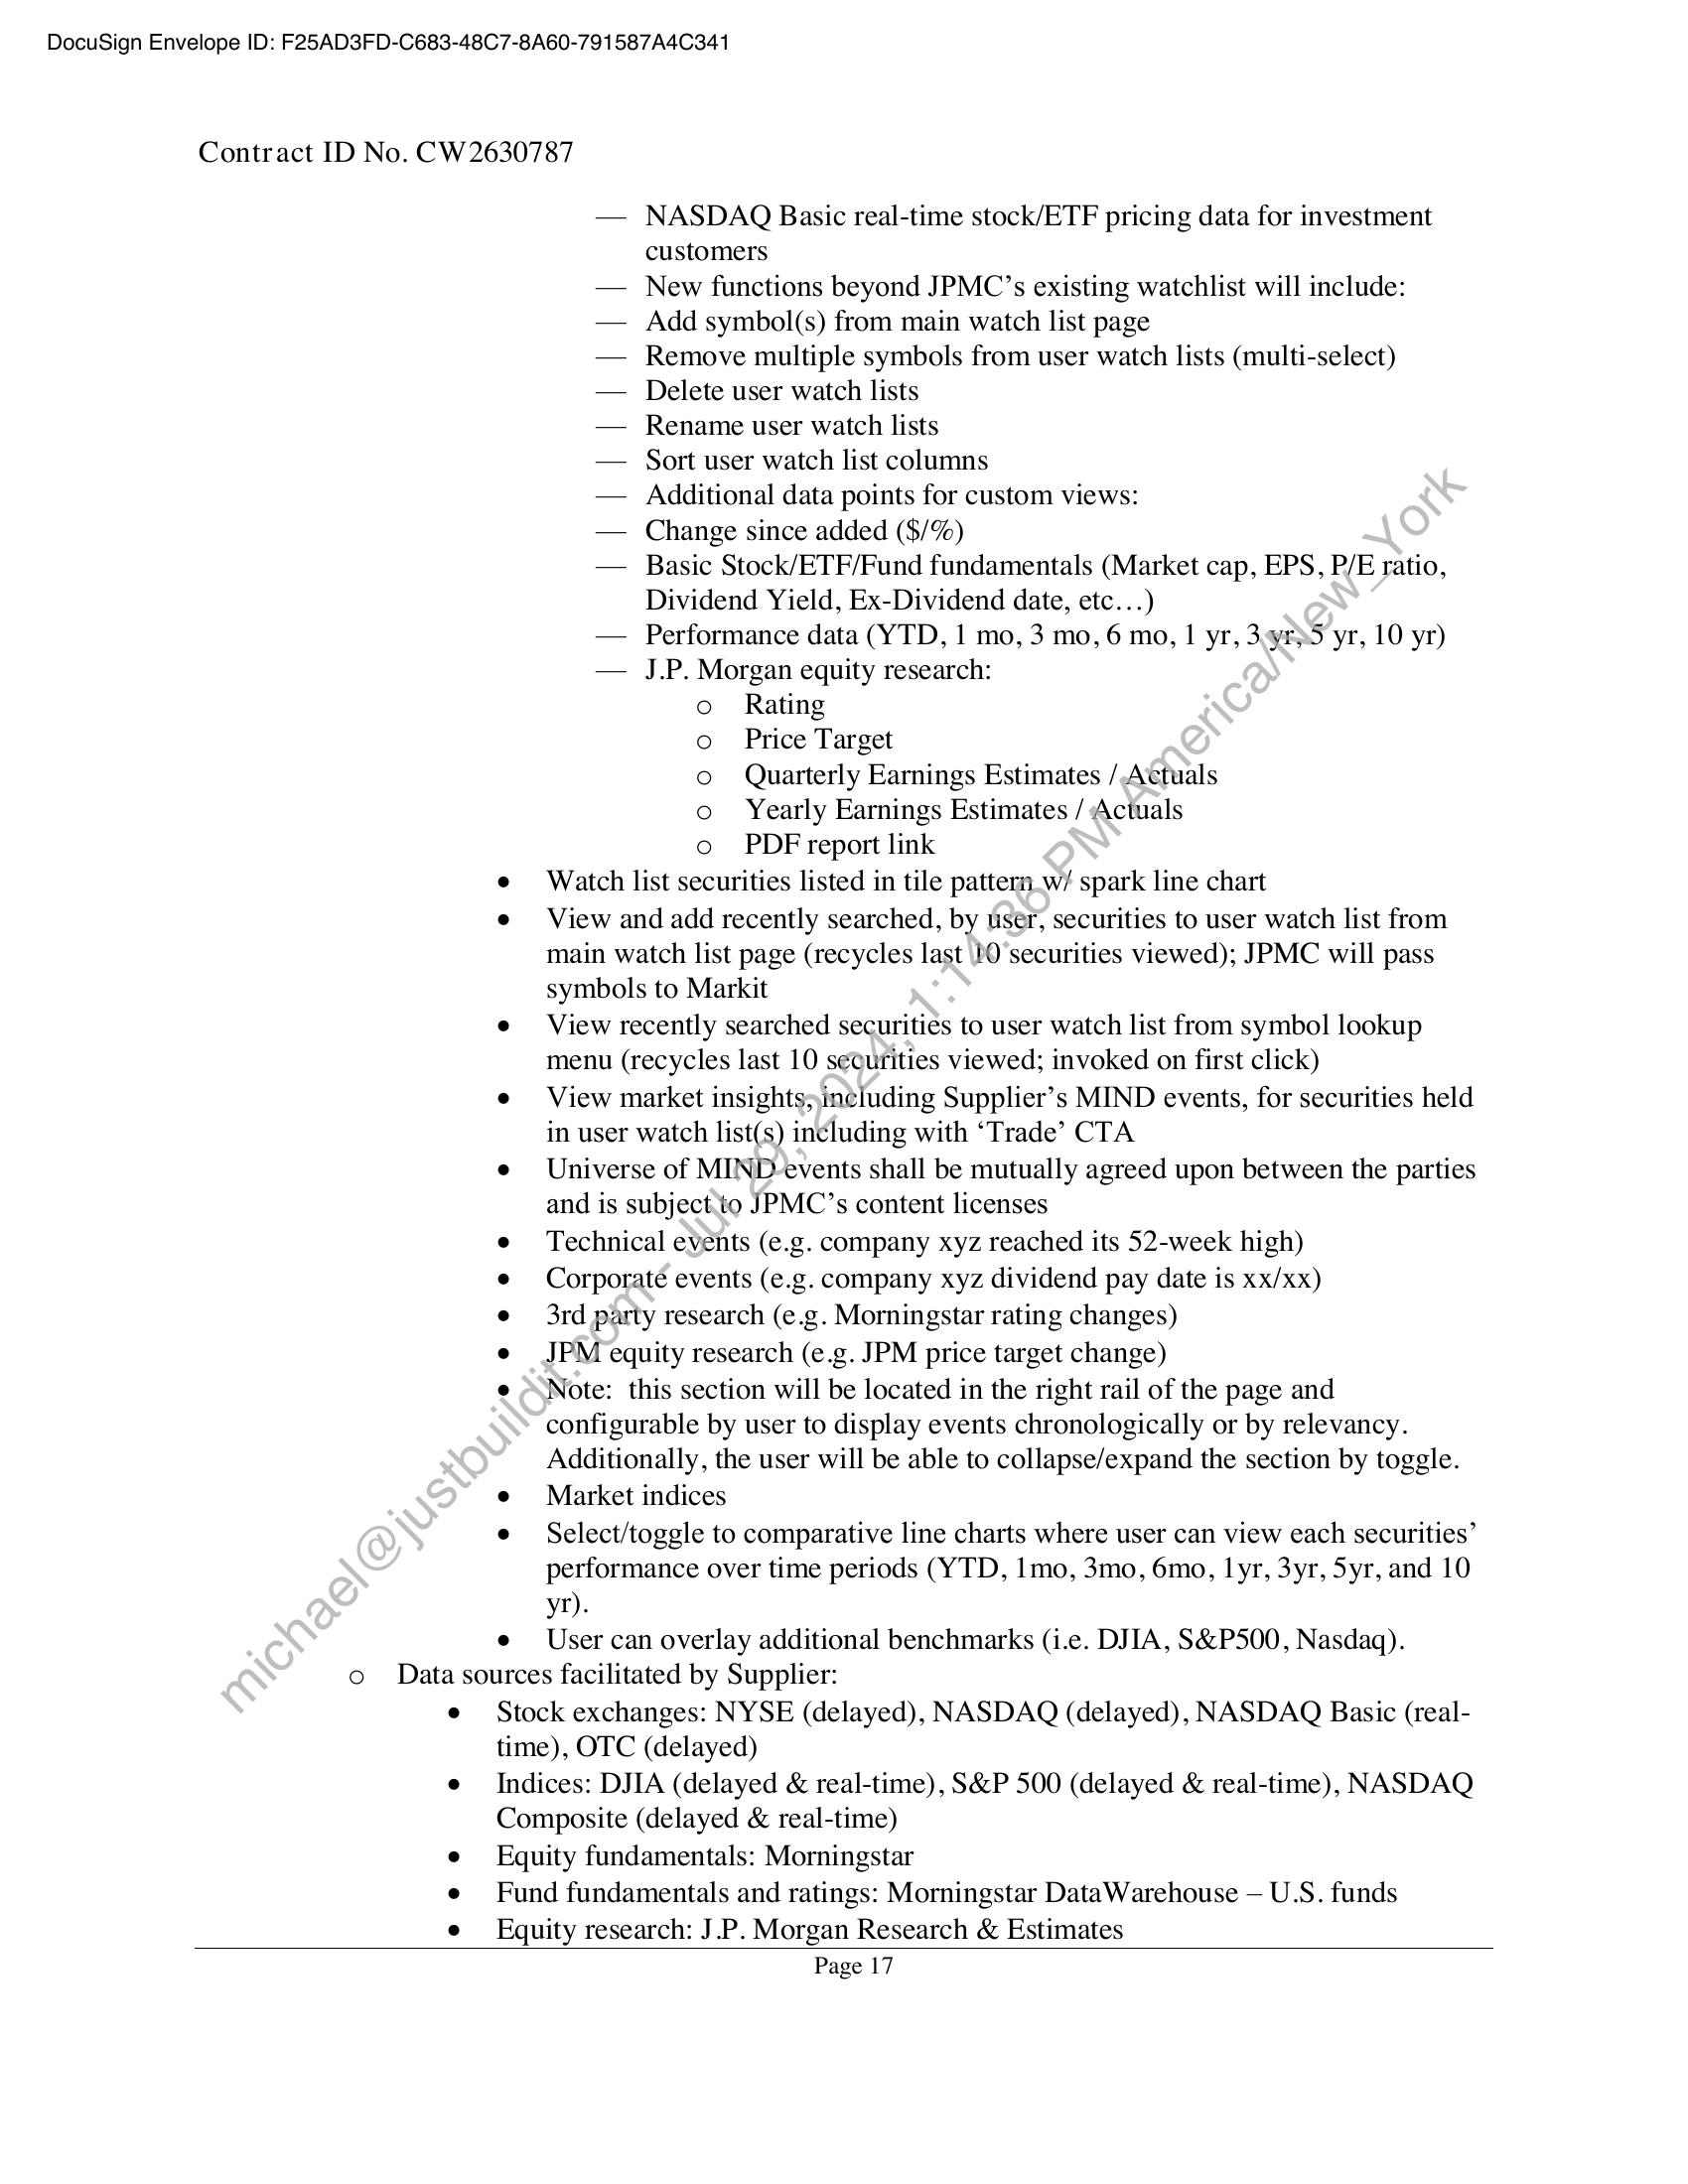 DocuSign Envelope ID: F25AD3FD-C683-48C7-8A60-791587A4C341
Contract ID No. CW2630787
— NASDAQ Basic real-time stock/ETF pricing data for investment
customers
— New functions beyond JPMC’s existing watchlist will include:
— Add symbol(s) from main watch list page
— Remove multiple symbols from user watch lists (multi-select)
— Delete user watch lists
— Rename user watch lists
— Sort user watch list columns
— Additional data points for custom views:
— Change since added ($/%)
— Basic Stock/ETF/Fund fundamentals (Market cap, EPS, P/E ratio,
Dividend Yield, Ex-Dividend date, etc…)
— Performance data (YTD, 1 mo, 3 mo, 6 mo, 1 yr, 3 yr, 5 yr, 10 yr)
— J.P. Morgan equity research:
o Rating
o Price Target
o Quarterly Earnings Estimates / Actuals
o Yearly Earnings Estimates / Actuals
o PDF report link
• Watch list securities listed in tile pattern w/ spark line chart
• View and add recently searched, by user, securities to user watch list from
main watch list page (recycles last 10 securities viewed); JPMC will pass
symbols to Markit
• View recently searched securities to user watch list from symbol lookup
menu (recycles last 10 securities viewed; invoked on first click)
• View market insights, including Supplier’s MIND events, for securities held
in user watch list(s) including with ‘Trade’ CTA
• Universe of MIND events shall be mutually agreed upon between the parties
and is subject to JPMC’s content licenses
• Technical events (e.g. company xyz reached its 52-week high)
• Corporate events (e.g. company xyz dividend pay date is xx/xx)
• 3rd party research (e.g. Morningstar rating changes)
• JPM equity research (e.g. JPM price target change)
• Note:  this section will be located in the right rail of the page and
configurable by user to display events chronologically or by relevancy.
Additionally, the user will be able to collapse/expand the section by toggle.
• Market indices
• Select/toggle to comparative line charts where user can view each securities’
performance over time periods (YTD, 1mo, 3mo, 6mo, 1yr, 3yr, 5yr, and 10
yr).
• User can overlay additional benchmarks (i.e. DJIA, S&P500, Nasdaq).
o Data sources facilitated by Supplier:
• Stock exchanges: NYSE (delayed), NASDAQ (delayed), NASDAQ Basic (real-
time), OTC (delayed)
• Indices: DJIA (delayed & real-time), S&P 500 (delayed & real-time), NASDAQ
Composite (delayed & real-time)
• Equity fundamentals: Morningstar
• Fund fundamentals and ratings: Morningstar DataWarehouse – U.S. funds
• Equity research: J.P. Morgan Research & Estimates
Page 17
michael@justbuildit.com - Jul 29, 2024, 1:14:36 PM America/New_York